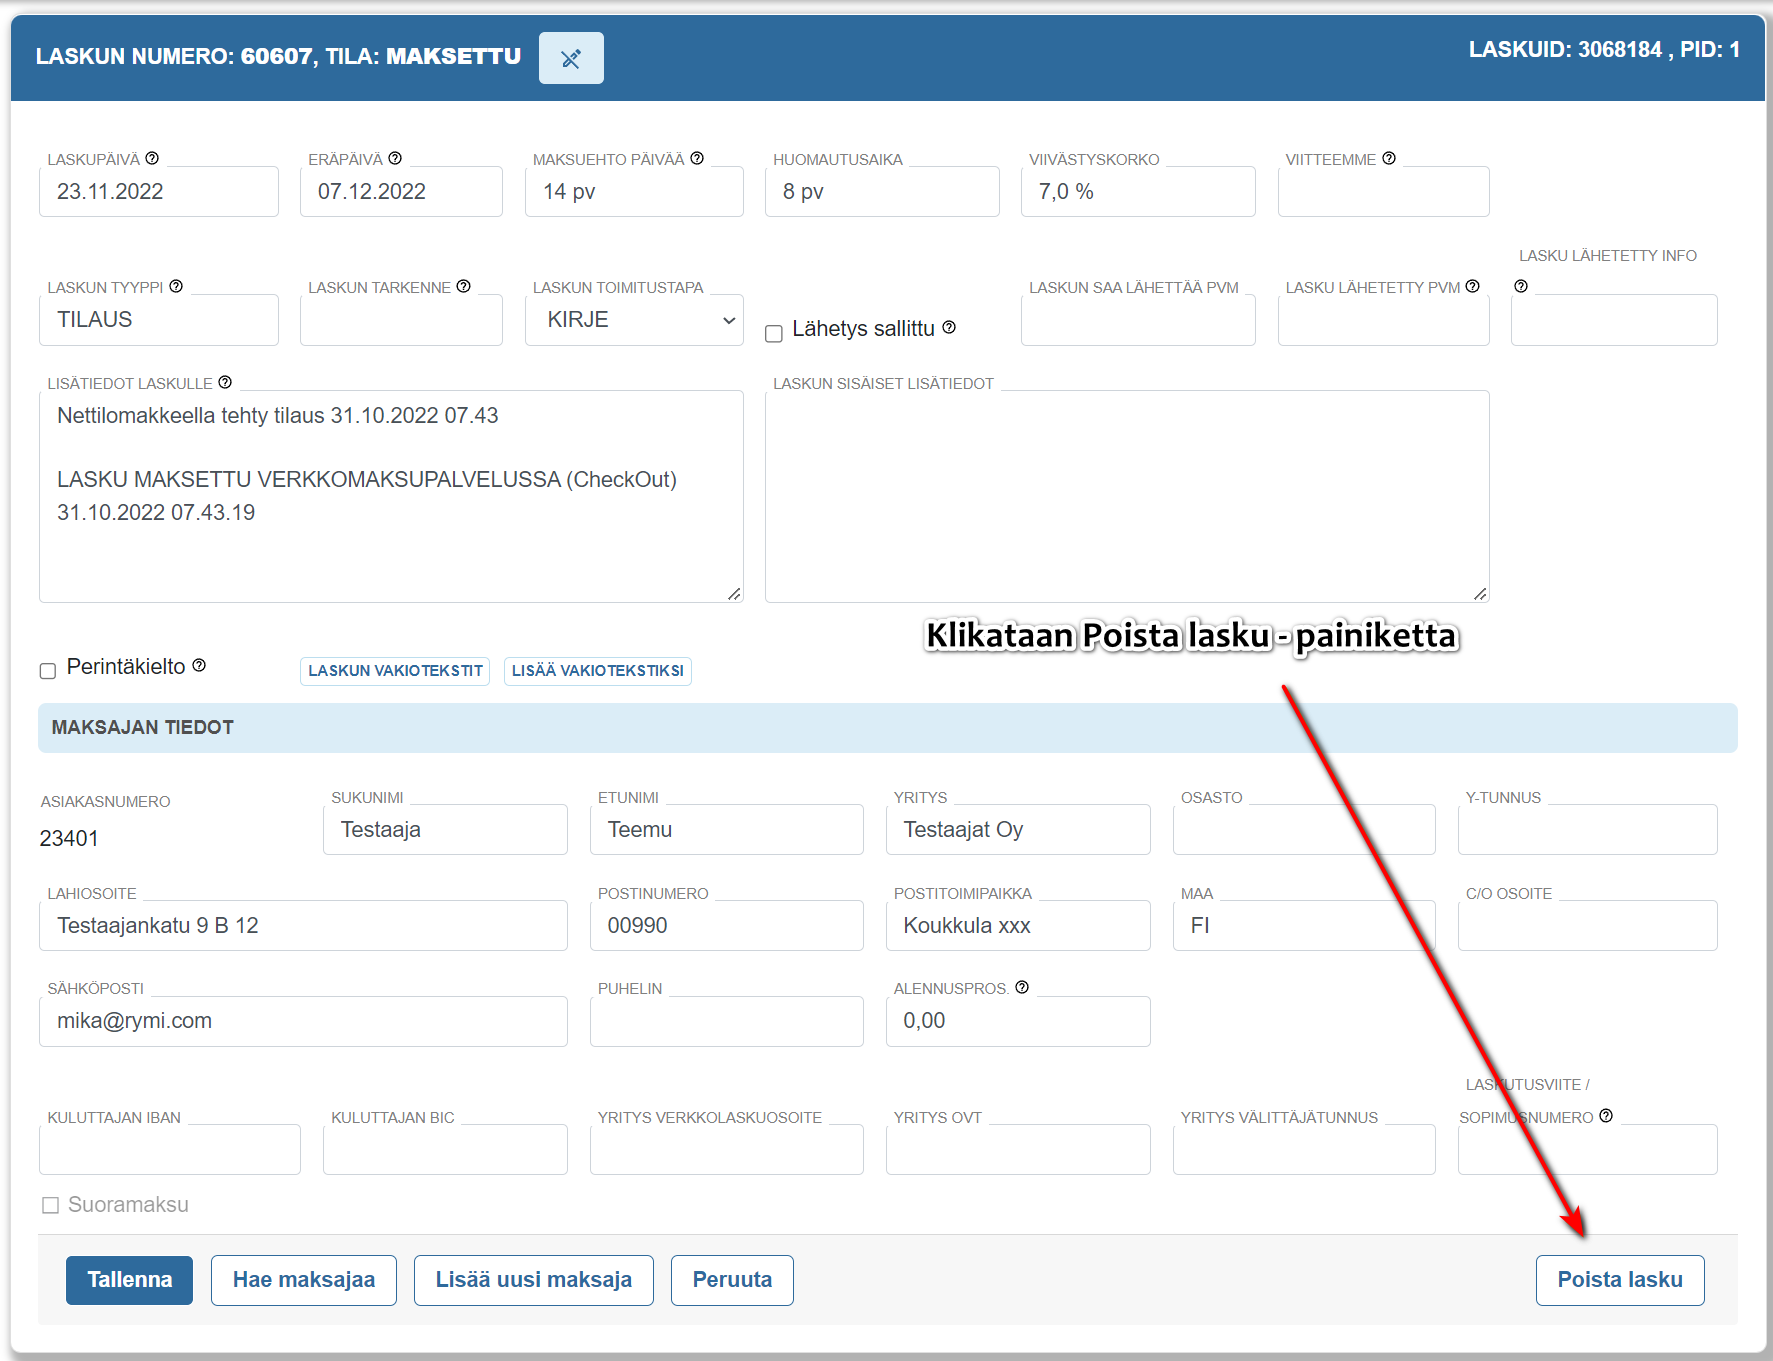 LASKUN NUMERO: 60607, TILA: MAKSETTU
LASKUID: 3068184 , PID: 1
LASKUPÄIVÄ
ERÄPÄIVÄ
MAKSUEHTO PÄIVÄÄ
HUOMAUTUSAIKA
VIIVÄSTYSKORKO
VIITTEEMME
23.11.2022
07.12.2022
14 pv
8 pv
7,0 %
LASKUN TYYPPI
LASKUN TARKENNE
LASKUN TOIMITUSTAPA
LASKUN SAA LÄHETTÄÄ PVM
LASKU LÄHETETTY PVM
LASKU LÄHETETTY INFO
TILAUS
KIRJE
Lähetys sallittu
LISÄTIEDOT LASKULLE
LASKUN SISÄISET LISÄTIEDOT
Nettilomakkeella tehty tilaus 31.10.2022 07.43
LASKU MAKSETTU VERKKOMAKSUPALVELUSSA (CheckOut)
31.10.2022 07.43.19
Klikataan Poista lasku - painiketta
Perintäkielto
LASKUN VAKIOTEKSTIT
LISÄÄ VAKIOTEKSTIKSI
MAKSAJAN TIEDOT
ASIAKASNUMERO
SUKUNIMI
ETUNIMI
YRITYS
OSASTO
Y-TUNNUS
23401
Testaaja
Teemu
Testaajat Oy
LAHIOSOITE
POSTINUMERO
POSTITOIMIPAIKKA
MAA
C/O OSOITE
Testaajankatu 9 B 12
00990
Koukkula xxx
FI
SÄHKÖPOSTI
PUHELIN
ALENNUSPROS.
mika@rymi.com
0,00
KULUTTAJAN IBAN
KULUTTAJAN BIC
YRITYS VERKKOLASKUOSOITE
YRITYS OVT
YRITYS VÄLITTÄJÄTUNNUS
LASKUTUSVIITE /
SOPIMUSNUMERO
Suoramaksu
Tallenna
Hae maksajaa
Lisää uusi maksaja
Peruuta
Poista lasku